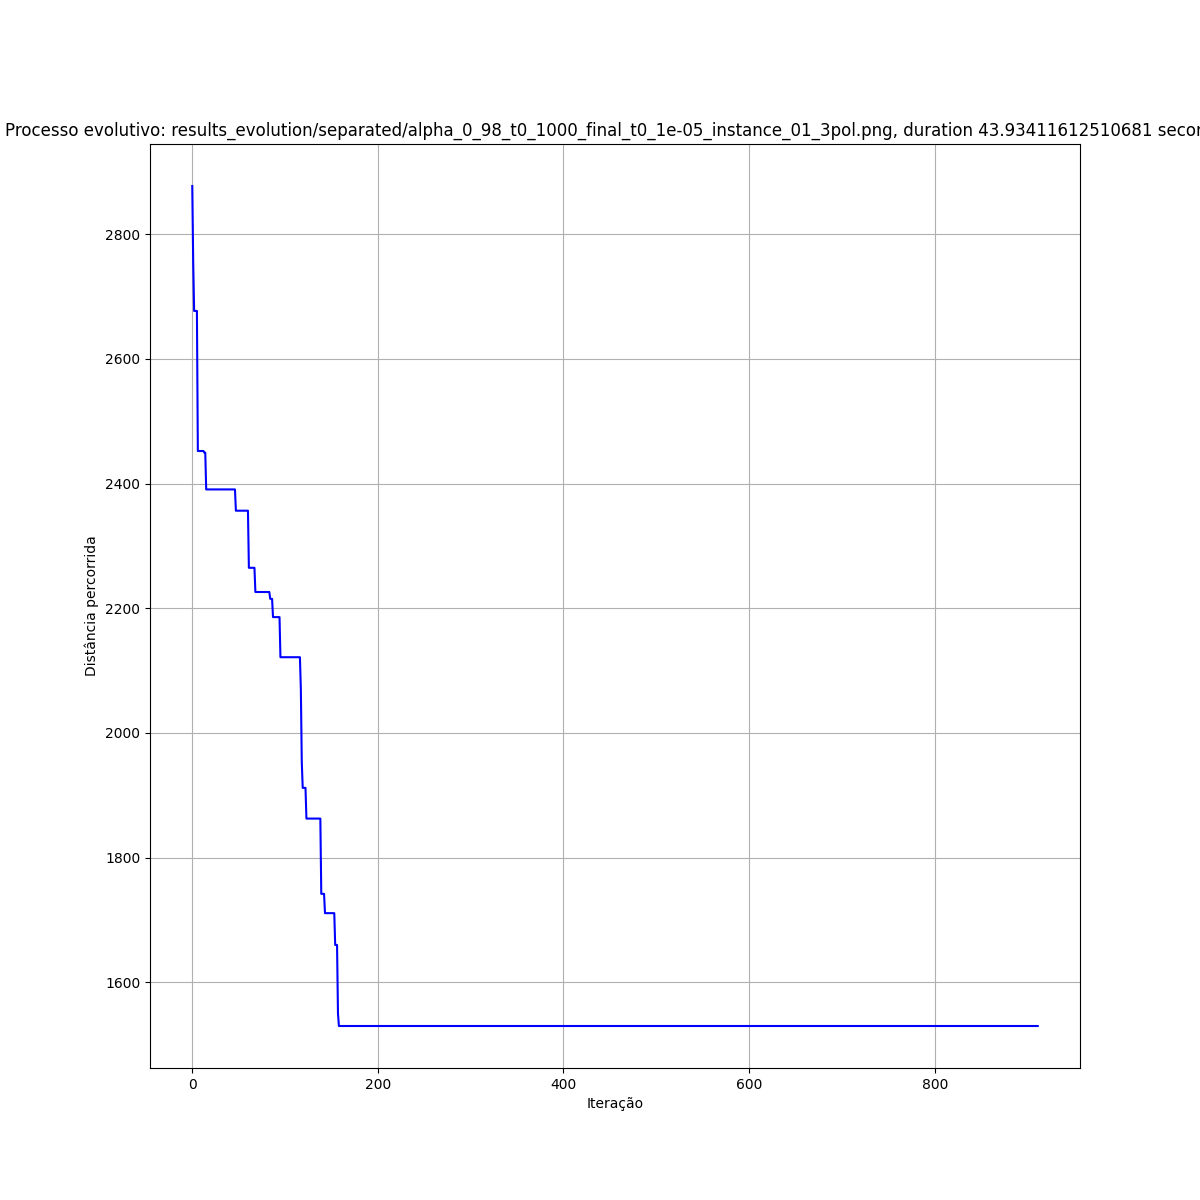 Processo evolutivo: results_evolution/separated/alpha_0_98_t0_1000_final_t0_1e-05_instance_01_3pol.png, duration 43.93411612510681
2800
2600
2400
2200
2000
1800
1600
Distância percorrida
0 200 400 600 800
Iteração